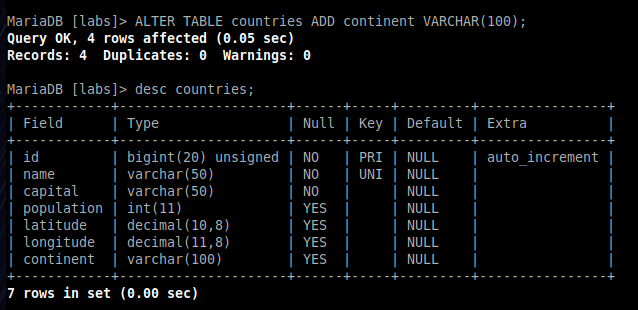 MariaDB [labs]> ALTER TABLE countries ADD continent VARCHAR(100);
Query OK, 4 rows affected (0.05 sec)
Records: 4  Duplicates: 0  Warnings: 0

MariaDB [labs]> desc countries;
+------------+---------------------+------+-----+---------+----------------+
| Field      | Type                | Null | Key | Default | Extra          |
+------------+---------------------+------+-----+---------+----------------+
| id         | bigint(20) unsigned | NO   | PRI | NULL    | auto_increment |
| name       | varchar(50)         | NO   | UNI | NULL    |                |
| capital    | varchar(50)         | NO   |     | NULL    |                |
| population | int(11)             | YES  |     | NULL    |                |
| latitude   | decimal(10,8)       | YES  |     | NULL    |                |
| longitude  | decimal(11,8)       | YES  |     | NULL    |                |
| continent  | varchar(100)        | YES  |     | NULL    |                |
+------------+---------------------+------+-----+---------+----------------+
7 rows in set (0.00 sec)